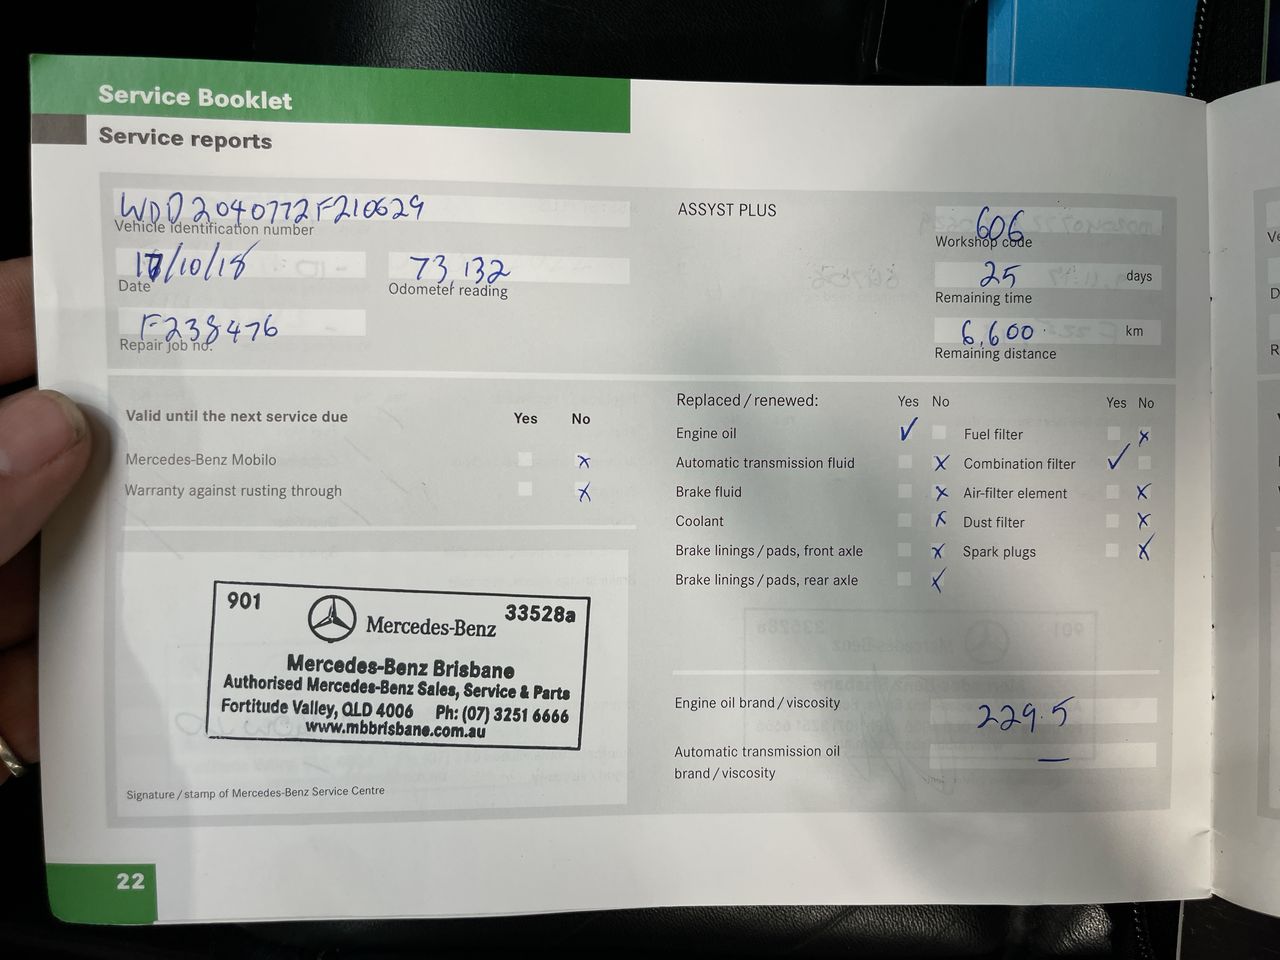 Service Booklet
Service reports
WDD2040772F210629
Vehicle identification number
17/10/18
Date
73,132
Odometer reading
F238476
Repair job no.
ASSYST PLUS
606
Workshop code
25 days
Remaining time
6,600 km
Remaining distance
Valid until the next service due Yes No
Mercedes-Benz Mobilo x
Warranty against rusting through x
901 33528a
Mercedes-Benz
Mercedes-Benz Brisbane
Authorised Mercedes-Benz Sales, Service & Parts
Fortitude Valley, QLD 4006 Ph: (07) 3251 6666
www.mbbrisbane.com.au
Signature / stamp of Mercedes-Benz Service Centre
Replaced / renewed: Yes No Yes No
Engine oil ✓ Fuel filter x
Automatic transmission fluid x Combination filter ✓
Brake fluid x Air-filter element x
Coolant x Dust filter x
Brake linings / pads, front axle x Spark plugs x
Brake linings / pads, rear axle x
Engine oil brand / viscosity 229.5
Automatic transmission oil —
brand / viscosity
22